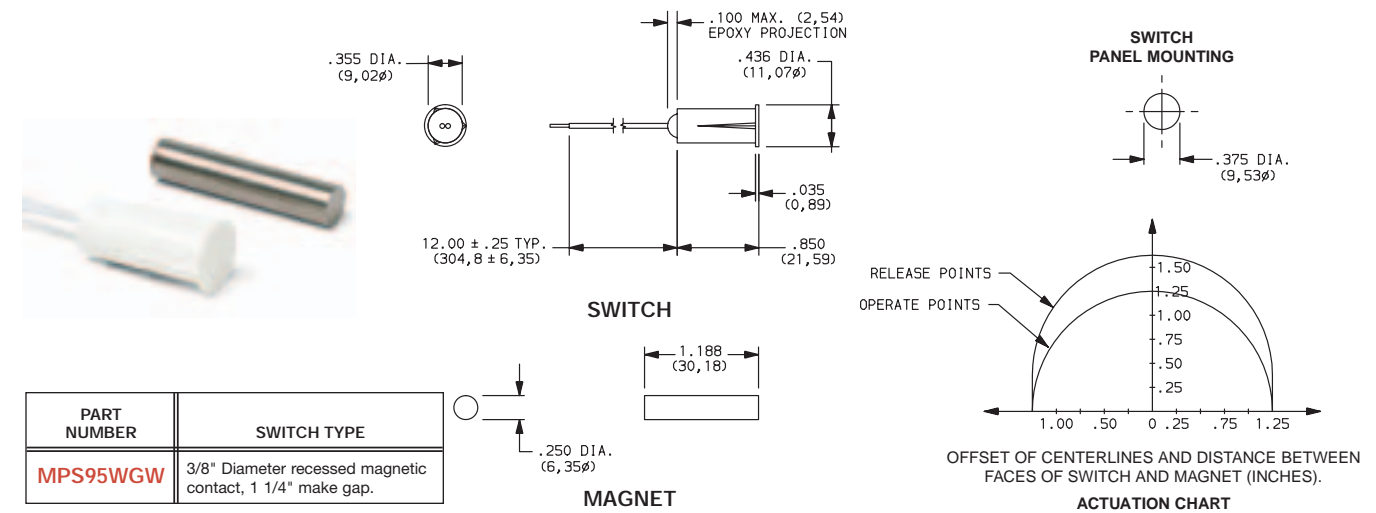 .100 MAX. (2,54)
EPOXY PROJECTION
.355 DIA.
(9,02ø)
.436 DIA.
(11,07ø)
∞
.035
(0,89)
12.00 ± .25 TYP.
(304,8 ± 6,35)
.850
(21,59)
SWITCH
1.188
(30,18)
.250 DIA.
(6,35ø)
MAGNET
PART
NUMBER
SWITCH TYPE
MPS95WGW
3/8" Diameter recessed magnetic
contact, 1 1/4" make gap.
SWITCH
PANEL MOUNTING
.375 DIA.
(9,53ø)
RELEASE POINTS
OPERATE POINTS
1.50
1.25
1.00
.75
.50
.25
1.00 .50 0 .25 .75 1.25
OFFSET OF CENTERLINES AND DISTANCE BETWEEN
FACES OF SWITCH AND MAGNET (INCHES).
ACTUATION CHART